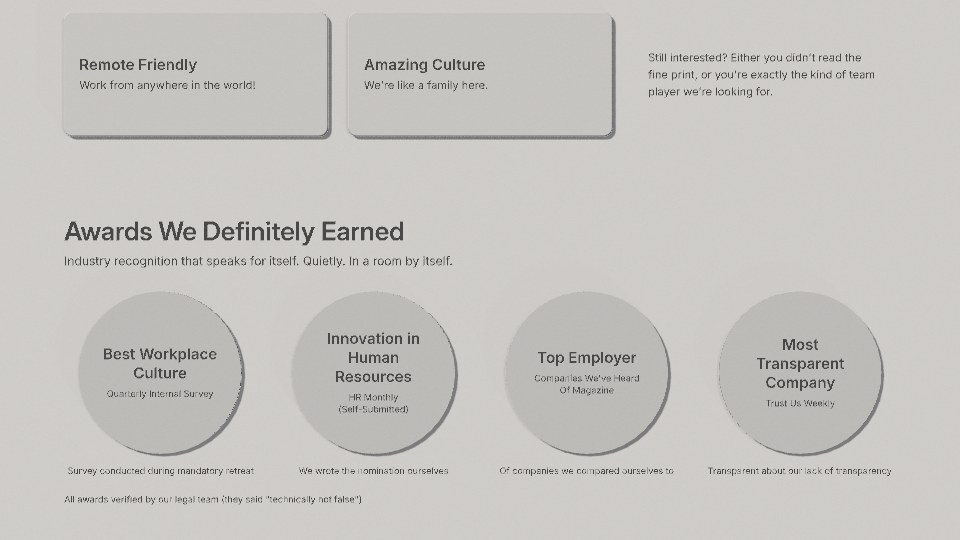 Remote Friendly
Work from anywhere in the world!
Amazing Culture
We're like a family here.
Still interested? Either you didn't read the
fine print, or you're exactly the kind of team
player we're looking for.
Awards We Definitely Earned
Industry recognition that speaks for itself. Quietly. In a room by itself.
Best Workplace
Culture
Quarterly Internal Survey
Survey conducted during mandatory retreat
Innovation in
Human
Resources
HR Monthly
(Self-Submitted)
We wrote the nomination ourselves
Top Employer
Companies We've Heard
Of Magazine
Of companies we compared ourselves to
Most
Transparent
Company
Trust Us Weekly
Transparent about our lack of transparency
All awards verified by our legal team (they said "technically not false")